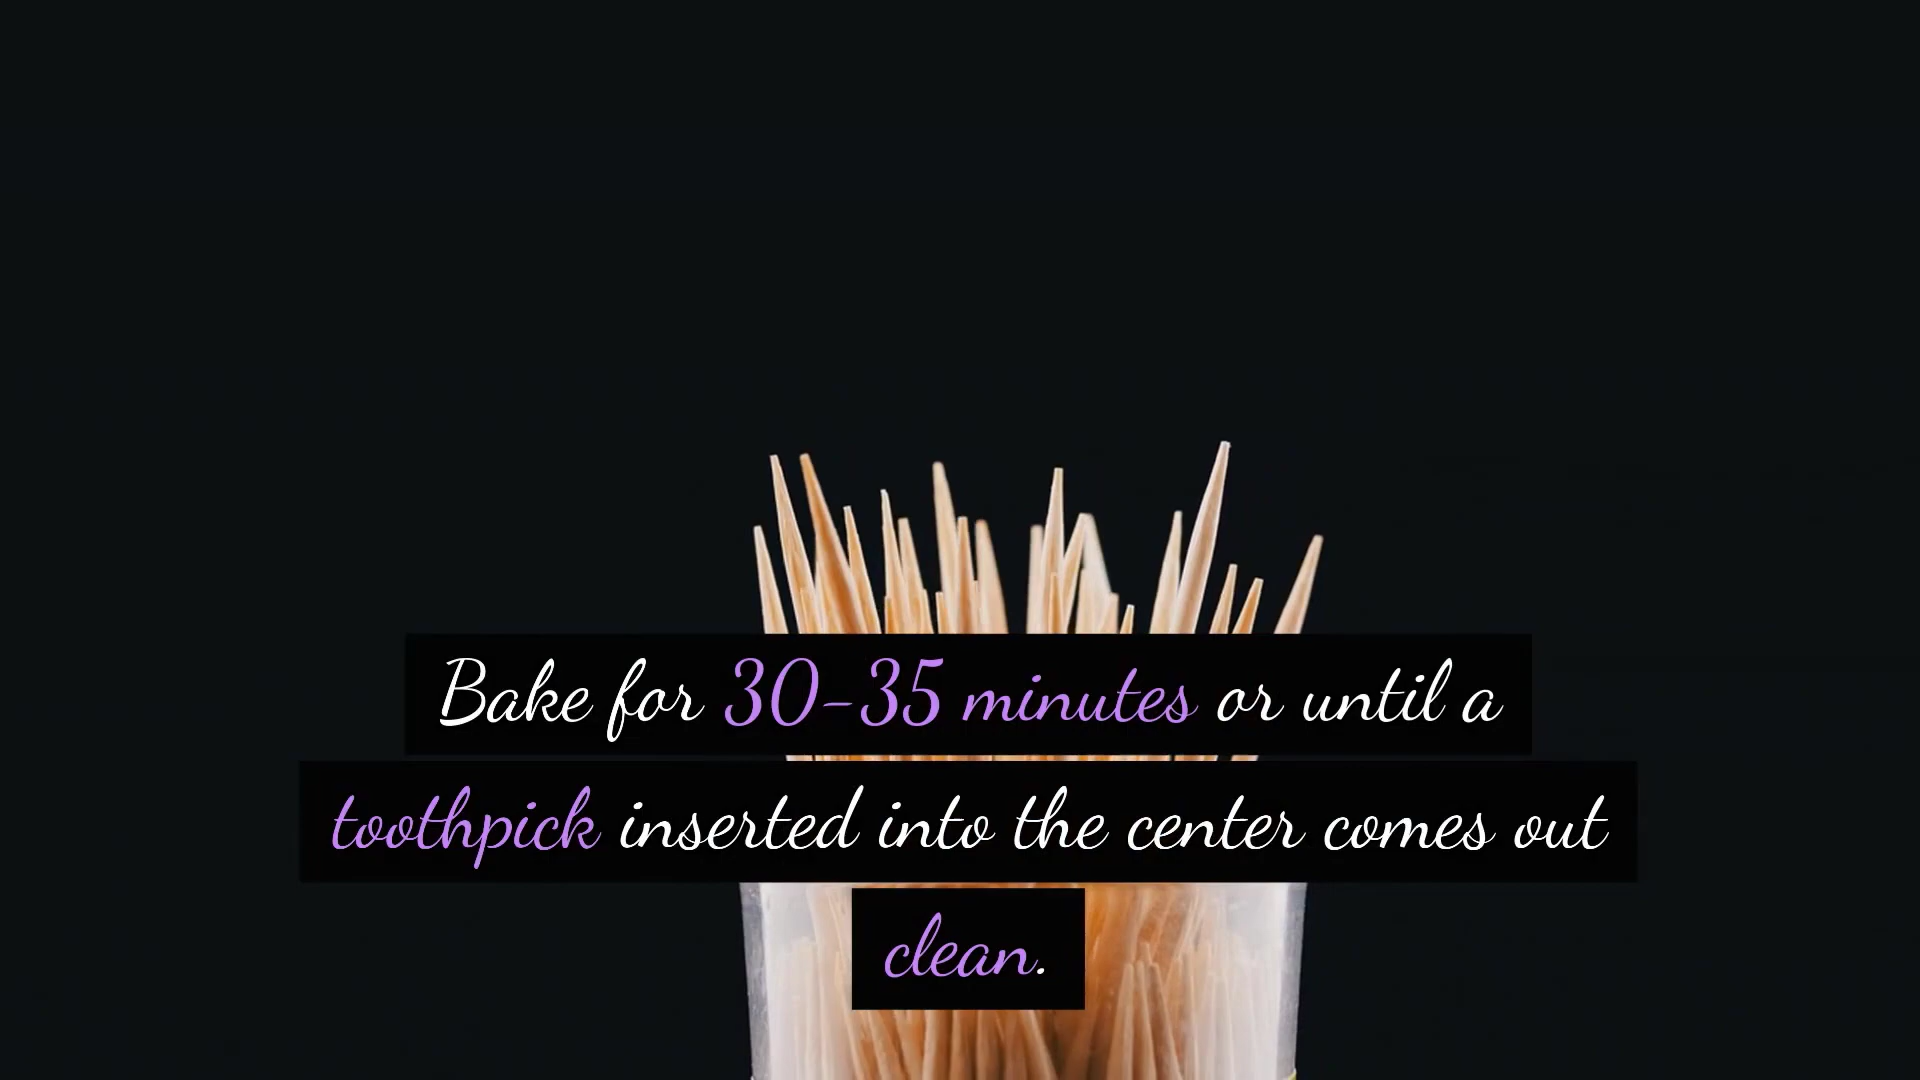 Bake for 30-35 minutes or until a
toothpick inserted into the center comes out
clean.